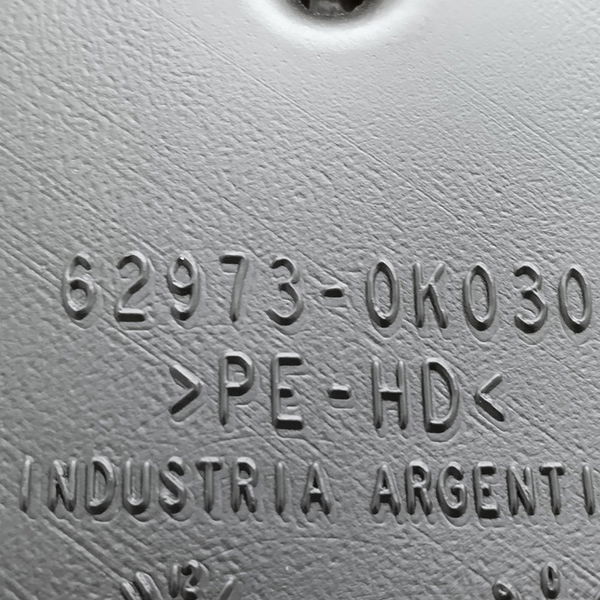 62973-0K030
>PE-HD<
INDUSTRIA ARGENTI